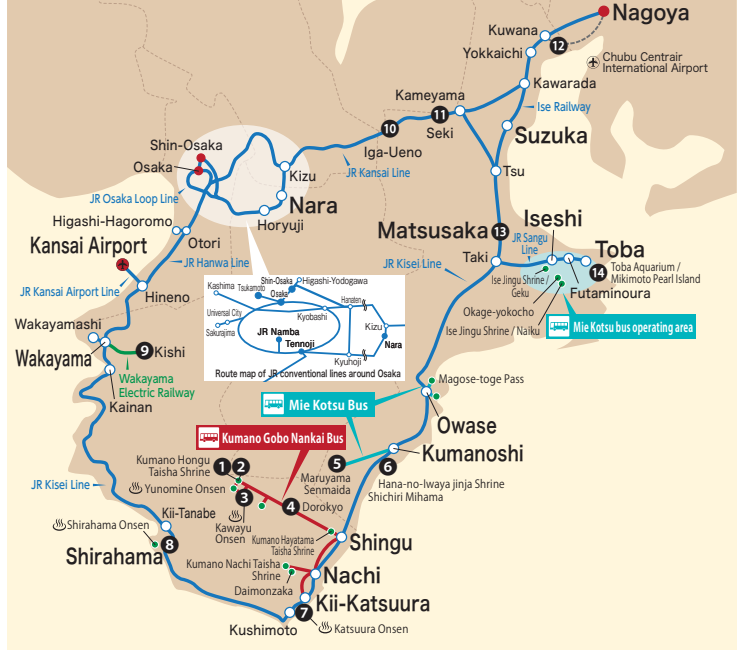 Nagoya
Kuwana
12
Yokkaichi
Chubu Centrair
International Airport
Kawarada
Kameyama
Ise Railway
11
Seki
10
Iga-Ueno
Suzuka
Shin-Osaka
Osaka
Kizu
JR Kansai Line
Tsu
JR Osaka Loop Line
Nara
Horyuji
Higashi-Hagoromo
Otori
Kansai Airport
JR Hanwa Line
JR Kansai Airport Line
Hineno
Matsusaka
13
Iseshi
JR Sangu
Line
Toba
Taki
JR Kisei Line
14
Toba Aquarium /
Mikimoto Pearl Island
Ise Jingu Shrine /
Geku
Futaminoura
Okage-yokocho
Ise Jingu Shrine / Naiku
Mie Kotsu bus operating area
Kashima
Tsukamoto
Shin-Osaka
Higashi-Yodogawa
Osaka
Hanaten
Universal City
Kyobashi
Sakurajima
Kizu
JR Namba
Tennoji
Nara
Kyuhoji
Route map of JR conventional lines around Osaka
Wakayamashi
Wakayama
9
Kishi
Wakayama
Electric Railway
Kainan
Magose-toge Pass
Mie Kotsu Bus
Owase
Kumano Gobo Nankai Bus
Kumanoshi
Kumano Hongu
Taisha Shrine
1
2
5
Maruyama
Senmaida
6
Hana-no-Iwaya jinja Shrine
Shichiri Mihama
JR Kisei Line
Yunomine Onsen
3
Kawayu
Onsen
4
Dorokyo
Kii-Tanabe
Shirahama Onsen
8
Shirahama
Kumano Hayatama
Taisha Shrine
Shingu
Kumano Nachi Taisha
Shrine
Daimonzaka
Nachi
Kii-Katsuura
7
Katsuura Onsen
Kushimoto